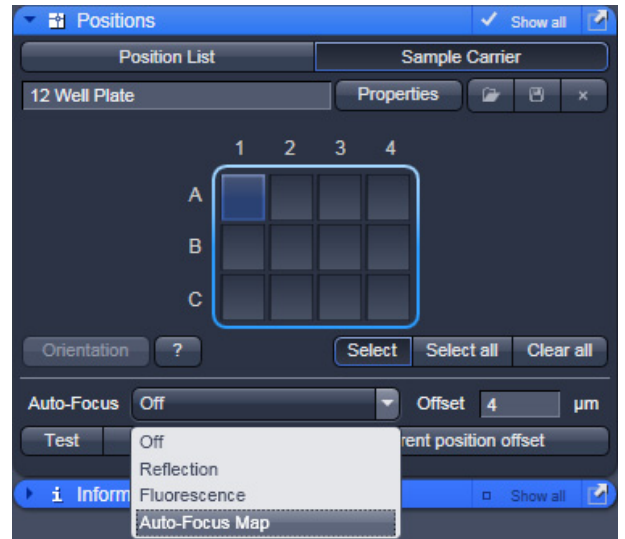 Positions Show all
Position List Sample Carrier
12 Well Plate Properties
1 2 3 4
A
B
C
Orientation ? Select Select all Clear all
Auto-Focus Off Offset 4 µm
Test Off rent position offset
Reflection
i Inform Fluorescence Show all
Auto-Focus Map